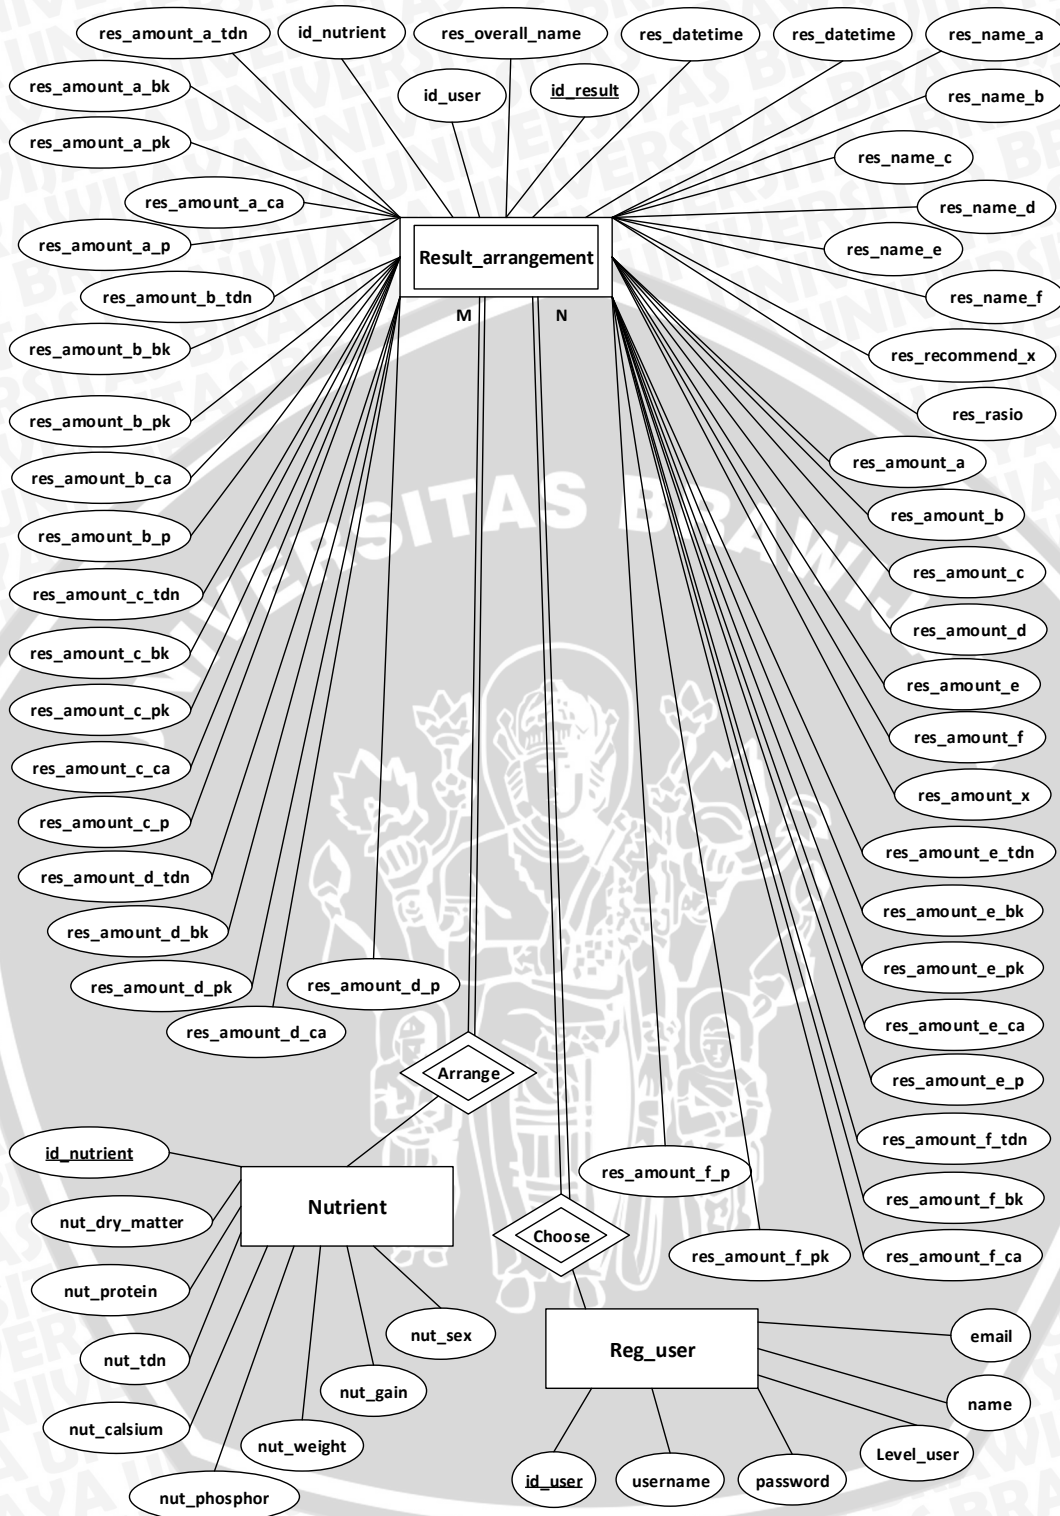 res_amount_a_tdn
id_nutrient
res_overall_name
res_datetime
res_datetime
res_name_a
res_amount_a_bk
id_user
id_result
res_name_b
res_amount_a_pk
res_name_c
res_amount_a_ca
res_name_d
res_amount_a_p
res_name_e
Result_arrangement
res_amount_b_tdn
res_name_f
M
N
res_amount_b_bk
res_recommend_x
res_amount_b_pk
res_rasio
res_amount_a
res_amount_b_ca
res_amount_b
res_amount_b_p
res_amount_c
res_amount_c_tdn
res_amount_d
res_amount_c_bk
res_amount_e
res_amount_c_pk
res_amount_f
res_amount_c_ca
res_amount_x
res_amount_c_p
res_amount_e_tdn
res_amount_d_tdn
res_amount_e_bk
res_amount_d_bk
res_amount_e_pk
res_amount_d_pk
res_amount_d_p
res_amount_e_ca
res_amount_d_ca
Arrange
res_amount_e_p
res_amount_f_tdn
id_nutrient
res_amount_f_p
res_amount_f_bk
Nutrient
nut_dry_matter
Choose
res_amount_f_pk
res_amount_f_ca
nut_protein
nut_sex
Reg_user
email
nut_tdn
nut_gain
name
nut_calsium
nut_weight
Level_user
id_user
username
password
nut_phosphor
UNIVERSITAS BRAWIJAYA